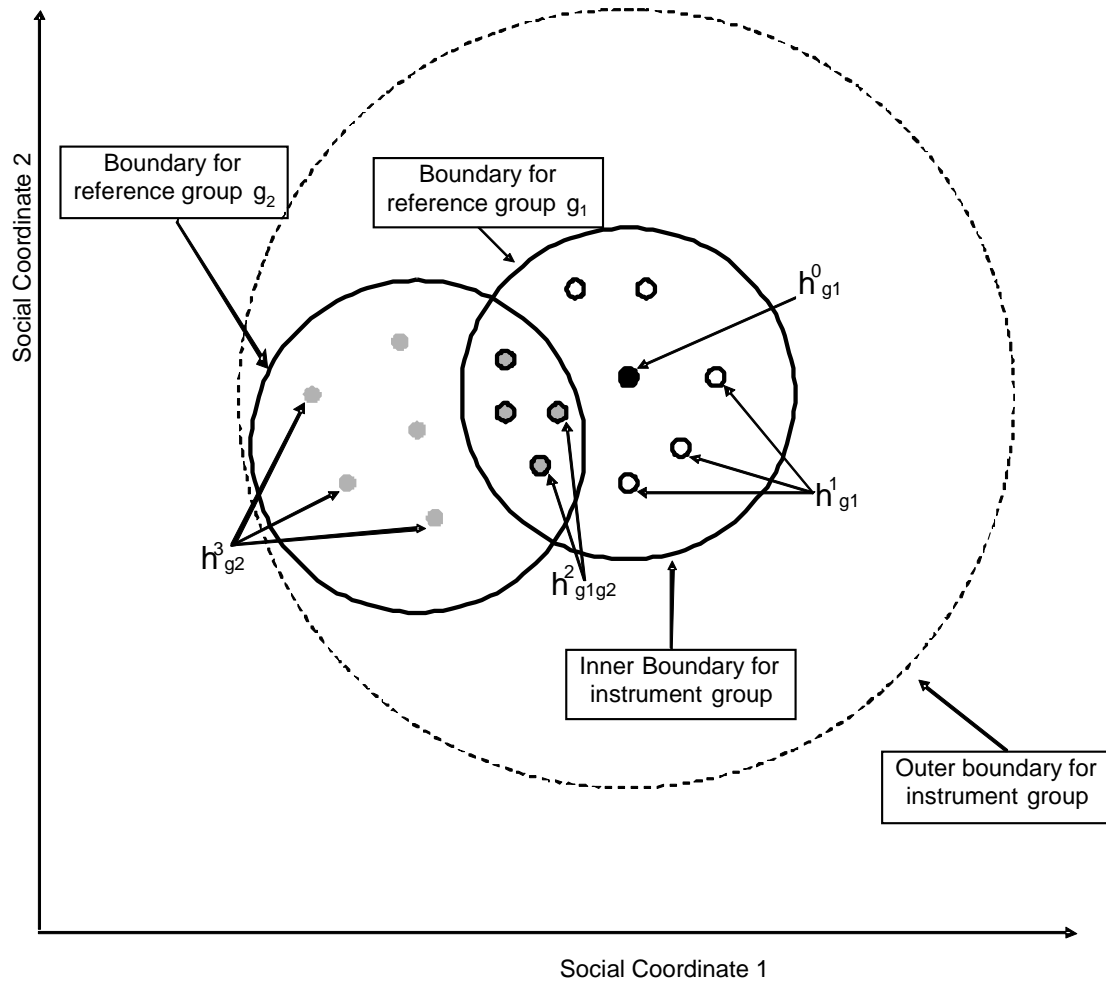 Social Coordinate 2
Boundary for
reference group g₂
Boundary for
reference group g₁
h⁰g1
h¹g1
h³g2
h²g1g2
Inner Boundary for
instrument group
Outer boundary for
instrument group
Social Coordinate 1